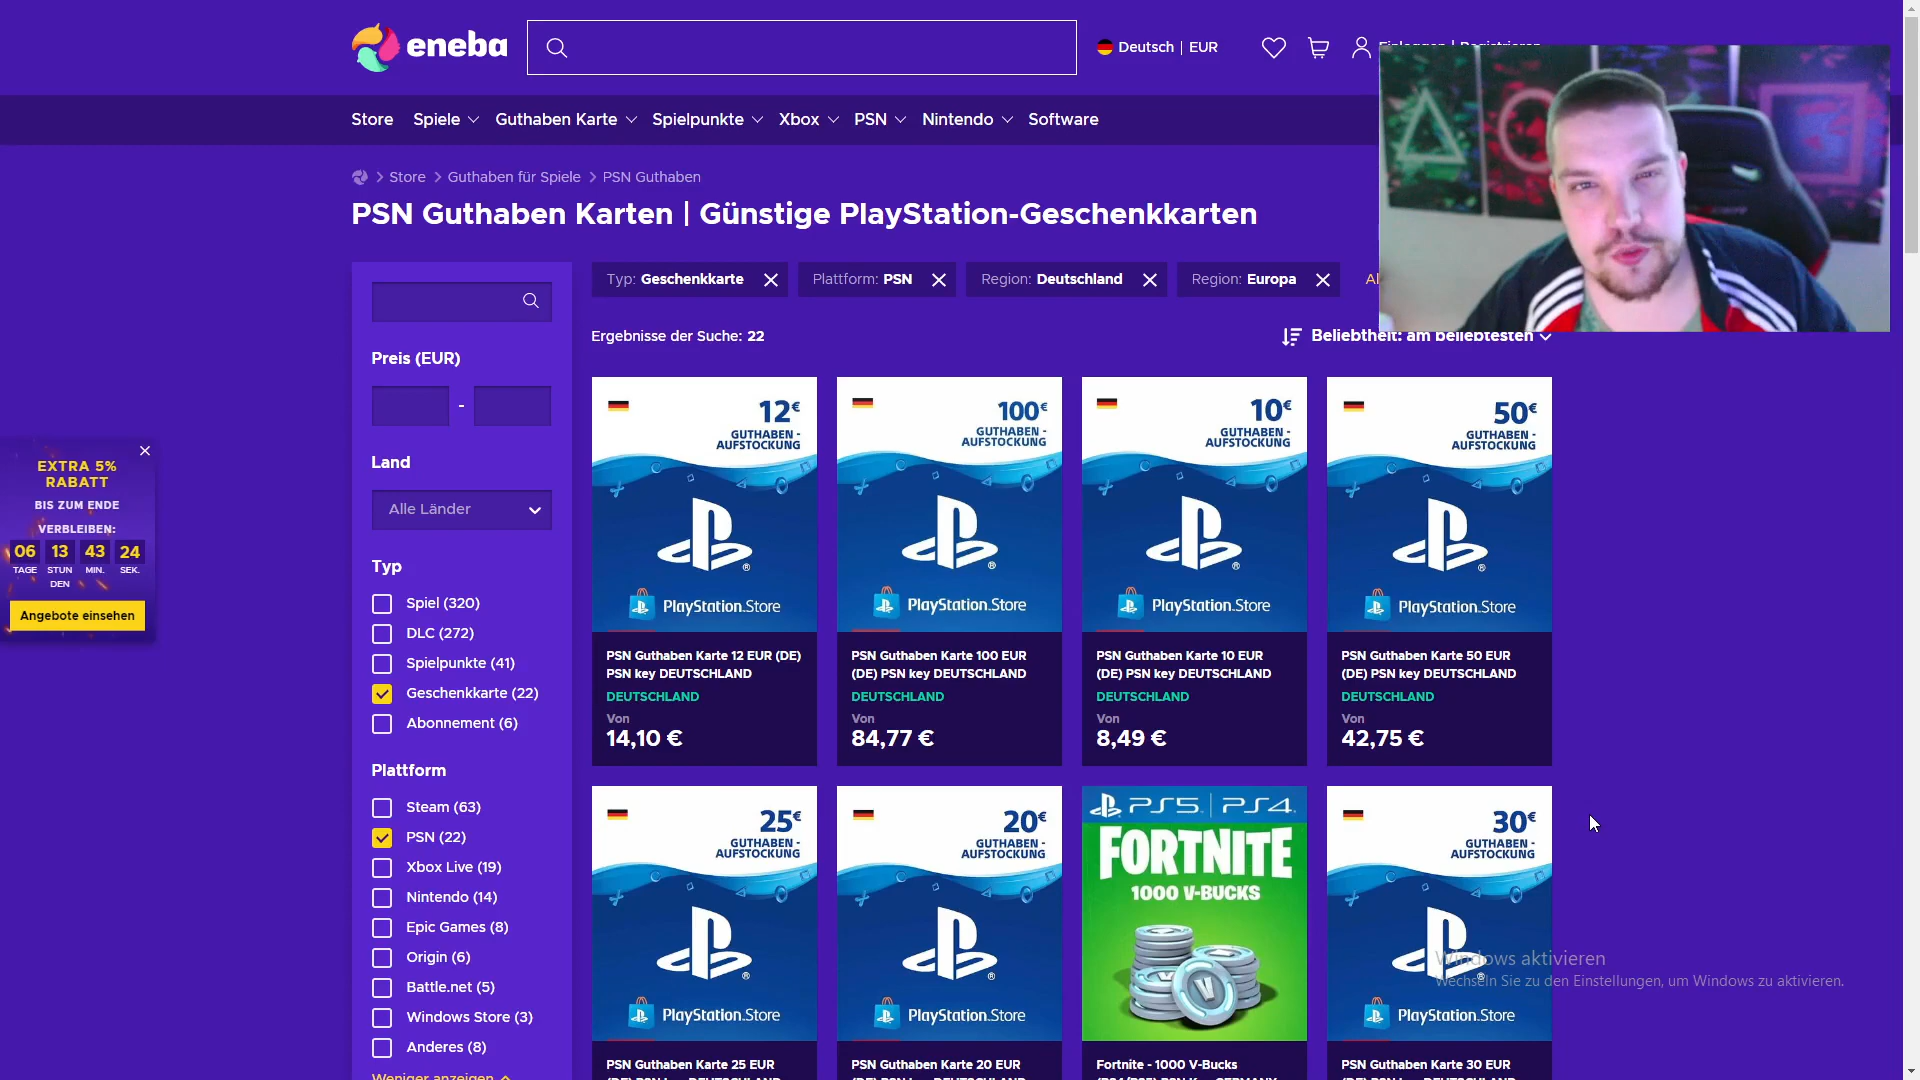 eneba
Deutsch | EUR
Store Spiele Guthaben Karte Spielpunkte Xbox PSN Nintendo Software
Store Guthaben für Spiele PSN Guthaben
PSN Guthaben Karten | Günstige PlayStation-Geschenkkarten
Typ: Geschenkkarte Plattform: PSN Region: Deutschland Region: Europa
Ergebnisse der Suche: 22
Beliebtheit: am beliebtesten
Preis (EUR)
-
Land
Alle Länder
Typ
Spiel (320)
DLC (272)
Spielpunkte (41)
Geschenkkarte (22)
Abonnement (6)
Plattform
Steam (63)
PSN (22)
Xbox Live (19)
Nintendo (14)
Epic Games (8)
Origin (6)
Battle.net (5)
Windows Store (3)
Anderes (8)
Weniger anzeigen
EXTRA 5%
RABATT
BIS ZUM ENDE
VERBLEIBEN:
06 13 43 24
TAGE STUN MIN. SEK.
DEN
Angebote einsehen
12€
GUTHABEN -
AUFSTOCKUNG
PlayStation.Store
PSN Guthaben Karte 12 EUR (DE)
PSN key DEUTSCHLAND
DEUTSCHLAND
Von
14,10 €
100€
GUTHABEN -
AUFSTOCKUNG
PlayStation.Store
PSN Guthaben Karte 100 EUR
(DE) PSN key DEUTSCHLAND
DEUTSCHLAND
Von
84,77 €
10€
GUTHABEN -
AUFSTOCKUNG
PlayStation.Store
PSN Guthaben Karte 10 EUR
(DE) PSN key DEUTSCHLAND
DEUTSCHLAND
Von
8,49 €
50€
GUTHABEN -
AUFSTOCKUNG
PlayStation.Store
PSN Guthaben Karte 50 EUR
(DE) PSN key DEUTSCHLAND
DEUTSCHLAND
Von
42,75 €
25€
GUTHABEN -
AUFSTOCKUNG
PlayStation.Store
PSN Guthaben Karte 25 EUR
20€
GUTHABEN -
AUFSTOCKUNG
PlayStation.Store
PSN Guthaben Karte 20 EUR
PS5 | PS4
FORTNITE
1000 V-BUCKS
Fortnite - 1000 V-Bucks
30€
GUTHABEN -
AUFSTOCKUNG
PlayStation.Store
PSN Guthaben Karte 30 EUR
Windows aktivieren
Wechseln Sie zu den Einstellungen, um Windows zu aktivieren.